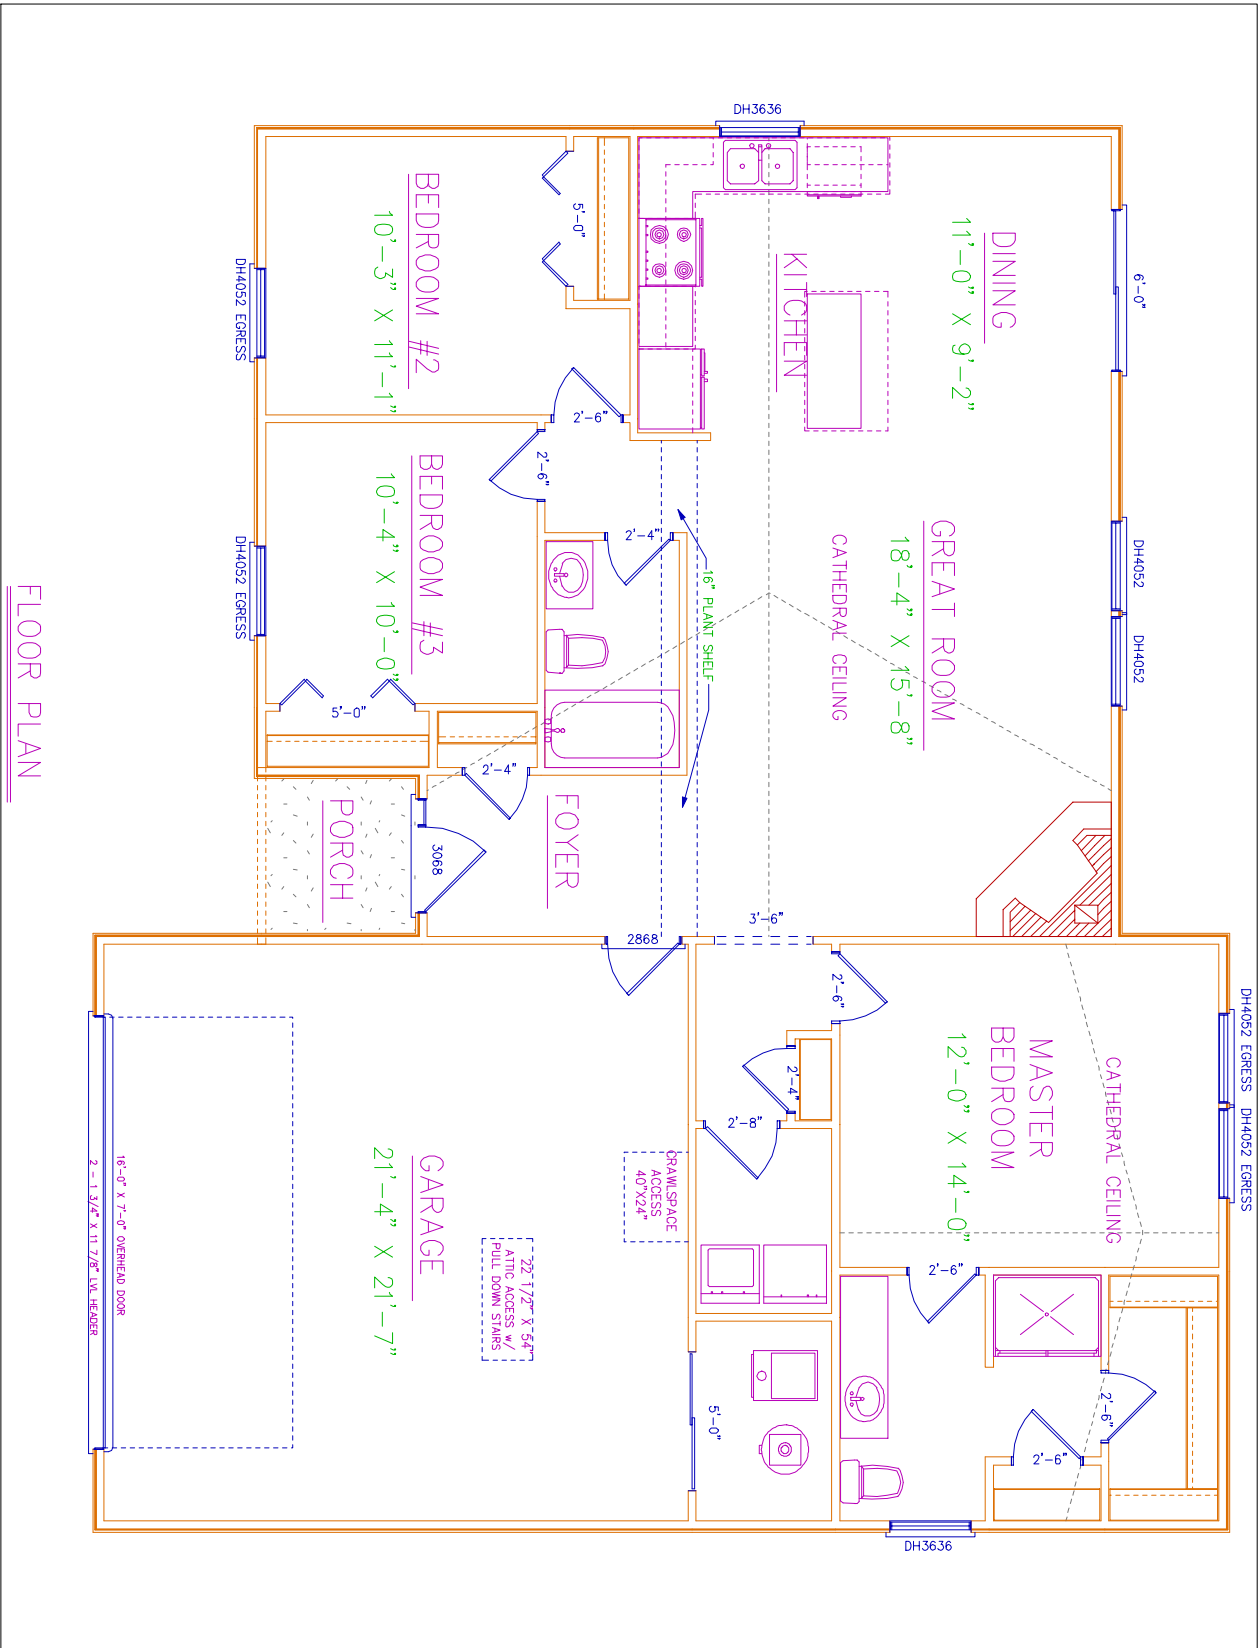 DH4052 EGRESS
DH4052 EGRESS
6'-0"
DH4052
DH4052
CATHEDRAL CEILING
MASTER
BEDROOM
12'-0" X 14'-0"
2'-6"
2'-6"
2'-6"
2'-6"
DH3636
DINING
11'-0" X 9'-2"
GREAT ROOM
18'-4" X 15'-8"
CATHEDRAL CEILING
KITCHEN
DH3636
3'-6"
2'-4"
2'-8"
5'-0"
16" PLANT SHELF
2'-4"
2868
CRAWLSPACE
ACCESS
40"X24"
5'-0"
2'-6"
2'-6"
FOYER
2'-4"
22 1/2" X 54"
ATTIC ACCESS w/
PULL DOWN STAIRS
BEDROOM #2
10'-3" X 11'-1"
BEDROOM #3
10'-4" X 10'-0"
5'-0"
3068
PORCH
GARAGE
21'-4" X 21'-7"
DH4052 EGRESS
DH4052 EGRESS
16'-0" X 7'-0" OVERHEAD DOOR
2 - 1 3/4" X 11 7/8" LVL HEADER
FLOOR PLAN